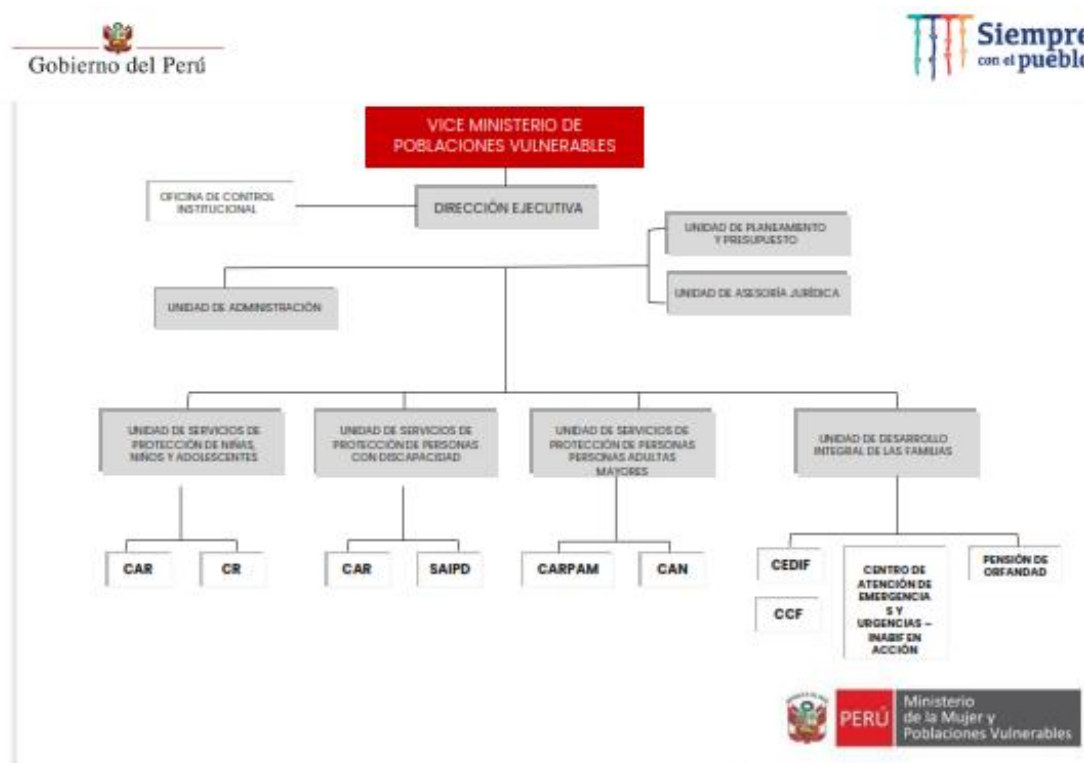 Gobierno del Perú
Siempre
con el pueblo
VICE MINISTERIO DE
POBLACIONES VULNERABLES
OFICINA DE CONTROL
INSTITUCIONAL
DIRECCIÓN EJECUTIVA
UNIDAD DE PLANEAMIENTO
Y PRESUPUESTO
UNIDAD DE ADMINISTRACIÓN
UNIDAD DE ASESORÍA JURÍDICA
UNIDAD DE SERVICIOS DE
PROTECCIÓN DE NIÑAS,
NIÑOS Y ADOLESCENTES
UNIDAD DE SERVICIOS DE
PROTECCIÓN DE PERSONAS
CON DISCAPACIDAD
UNIDAD DE SERVICIOS DE
PROTECCIÓN DE PERSONAS
PERSONAS ADULTAS
MAYORES
UNIDAD DE DESARROLLO
INTEGRAL DE LAS FAMILIAS
CAR
CR
CAR
SAIPD
CARPAM
CAN
CEDIF
CCF
CENTRO DE
ATENCIÓN DE
EMERGENCIA
S Y
URGENCIAS –
INABIF EN
ACCIÓN
PENSIÓN DE
ORFANDAD
PERÚ
Ministerio
de la Mujer y
Poblaciones Vulnerables